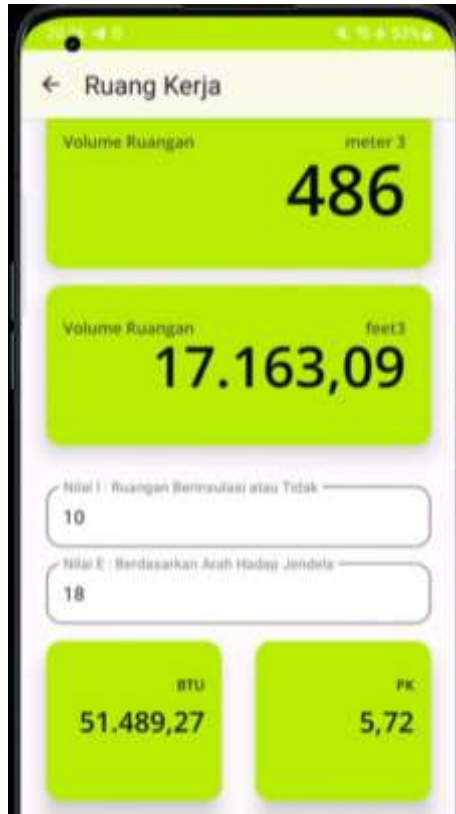 Ruang Kerja
Volume Ruangan
meter 3
486
Volume Ruangan
feet3
17.163,09
Nilai I : Ruangan Berinsulasi atau Tidak
10
Nilai E : Berdasarkan Arah Hadap Jendela
18
BTU
51.489,27
PK
5,72